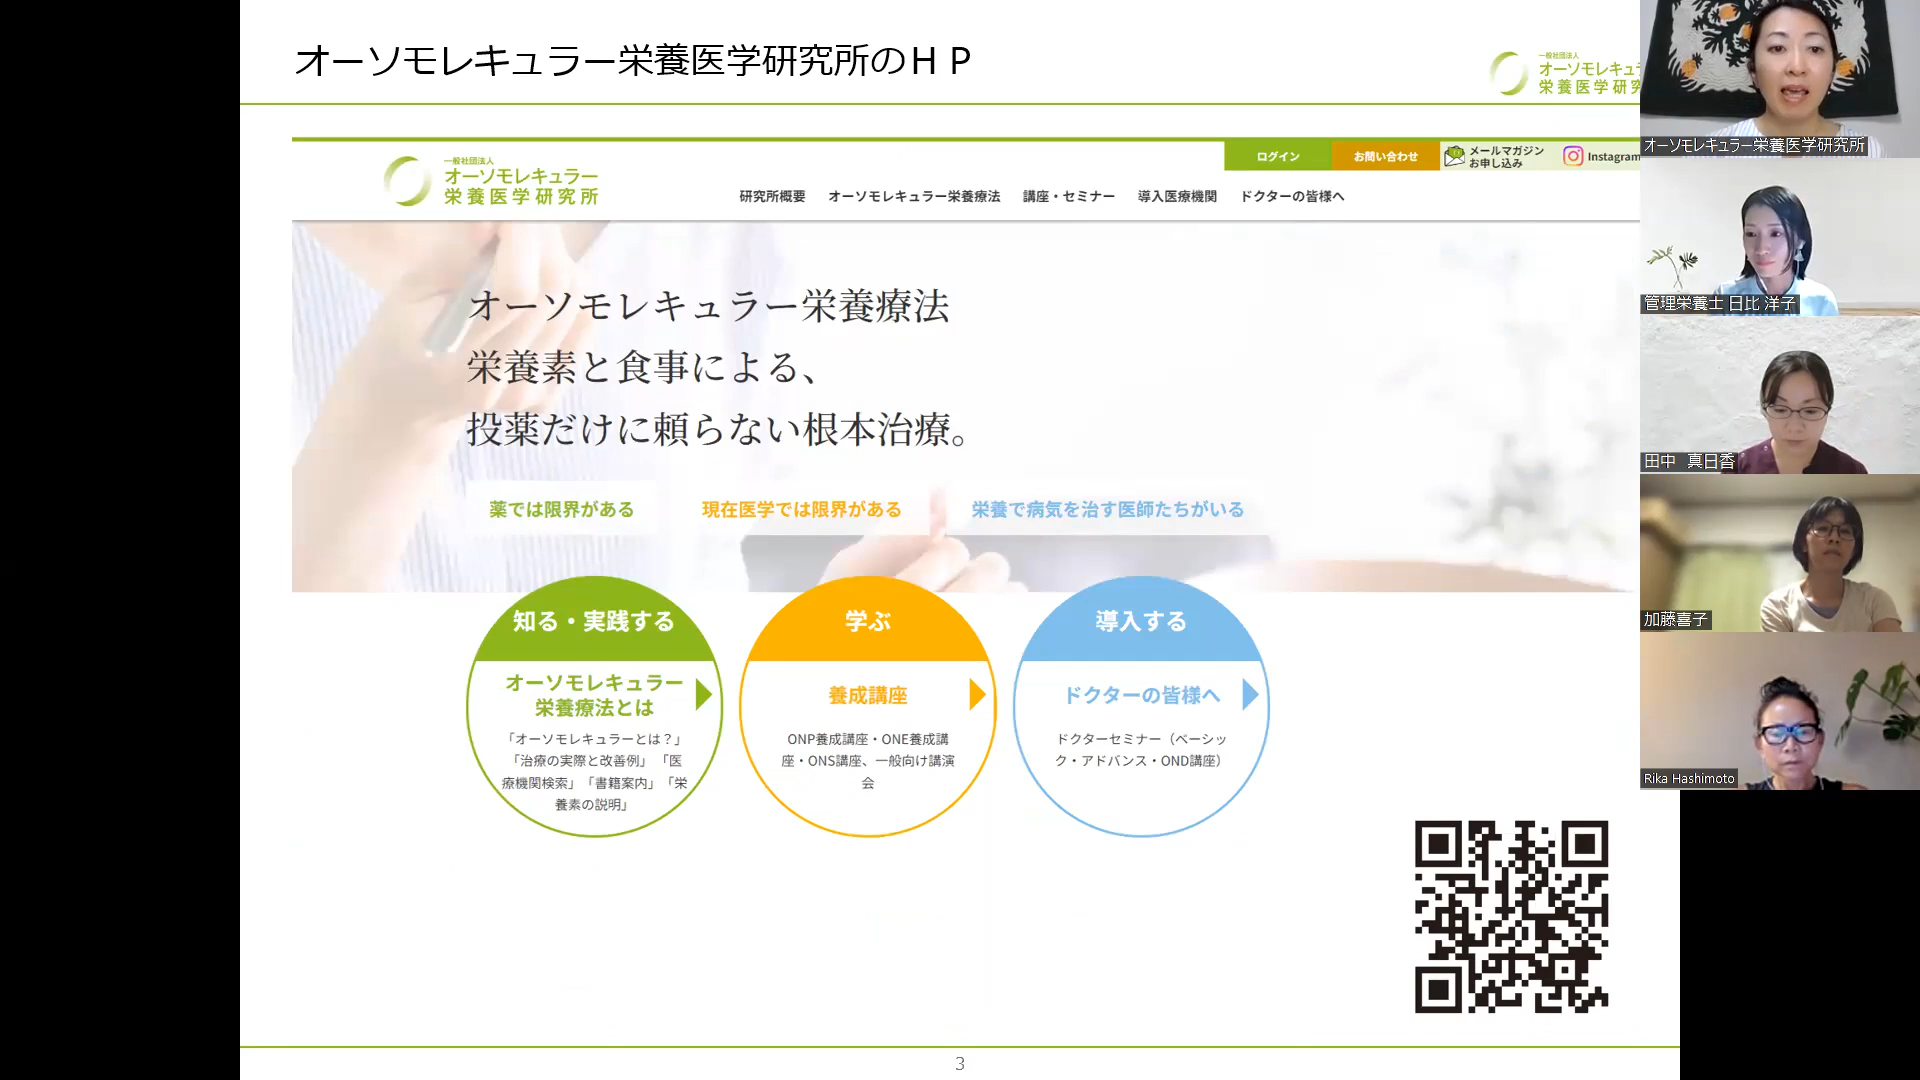 オーソモレキュラー栄養医学研究所のＨＰ
一般社団法人
オーソモレキュラ
栄養医学研究
一般社団法人
オーソモレキュラー
栄養医学研究所
ログイン
お問い合わせ
メールマガジン
お申し込み
Instagram
研究所概要 オーソモレキュラー栄養療法 講座・セミナー 導入医療機関 ドクターの皆様へ
オーソモレキュラー栄養療法
栄養素と食事による、
投薬だけに頼らない根本治療。
薬では限界がある
現在医学では限界がある
栄養で病気を治す医師たちがいる
知る・実践する
オーソモレキュラー
栄養療法とは
「オーソモレキュラーとは？」
「治療の実際と改善例」「医
療機関検索」「書籍案内」「栄
養素の説明」
学ぶ
養成講座
ONP養成講座・ONE養成講
座・ONS講座、一般向け講演
会
導入する
ドクターの皆様へ
ドクターセミナー（ベーシッ
ク・アドバンス・OND講座）
3
オーソモレキュラー栄養医学研究所
管理栄養士 日比 洋子
田中　真日香
加藤喜子
Rika Hashimoto